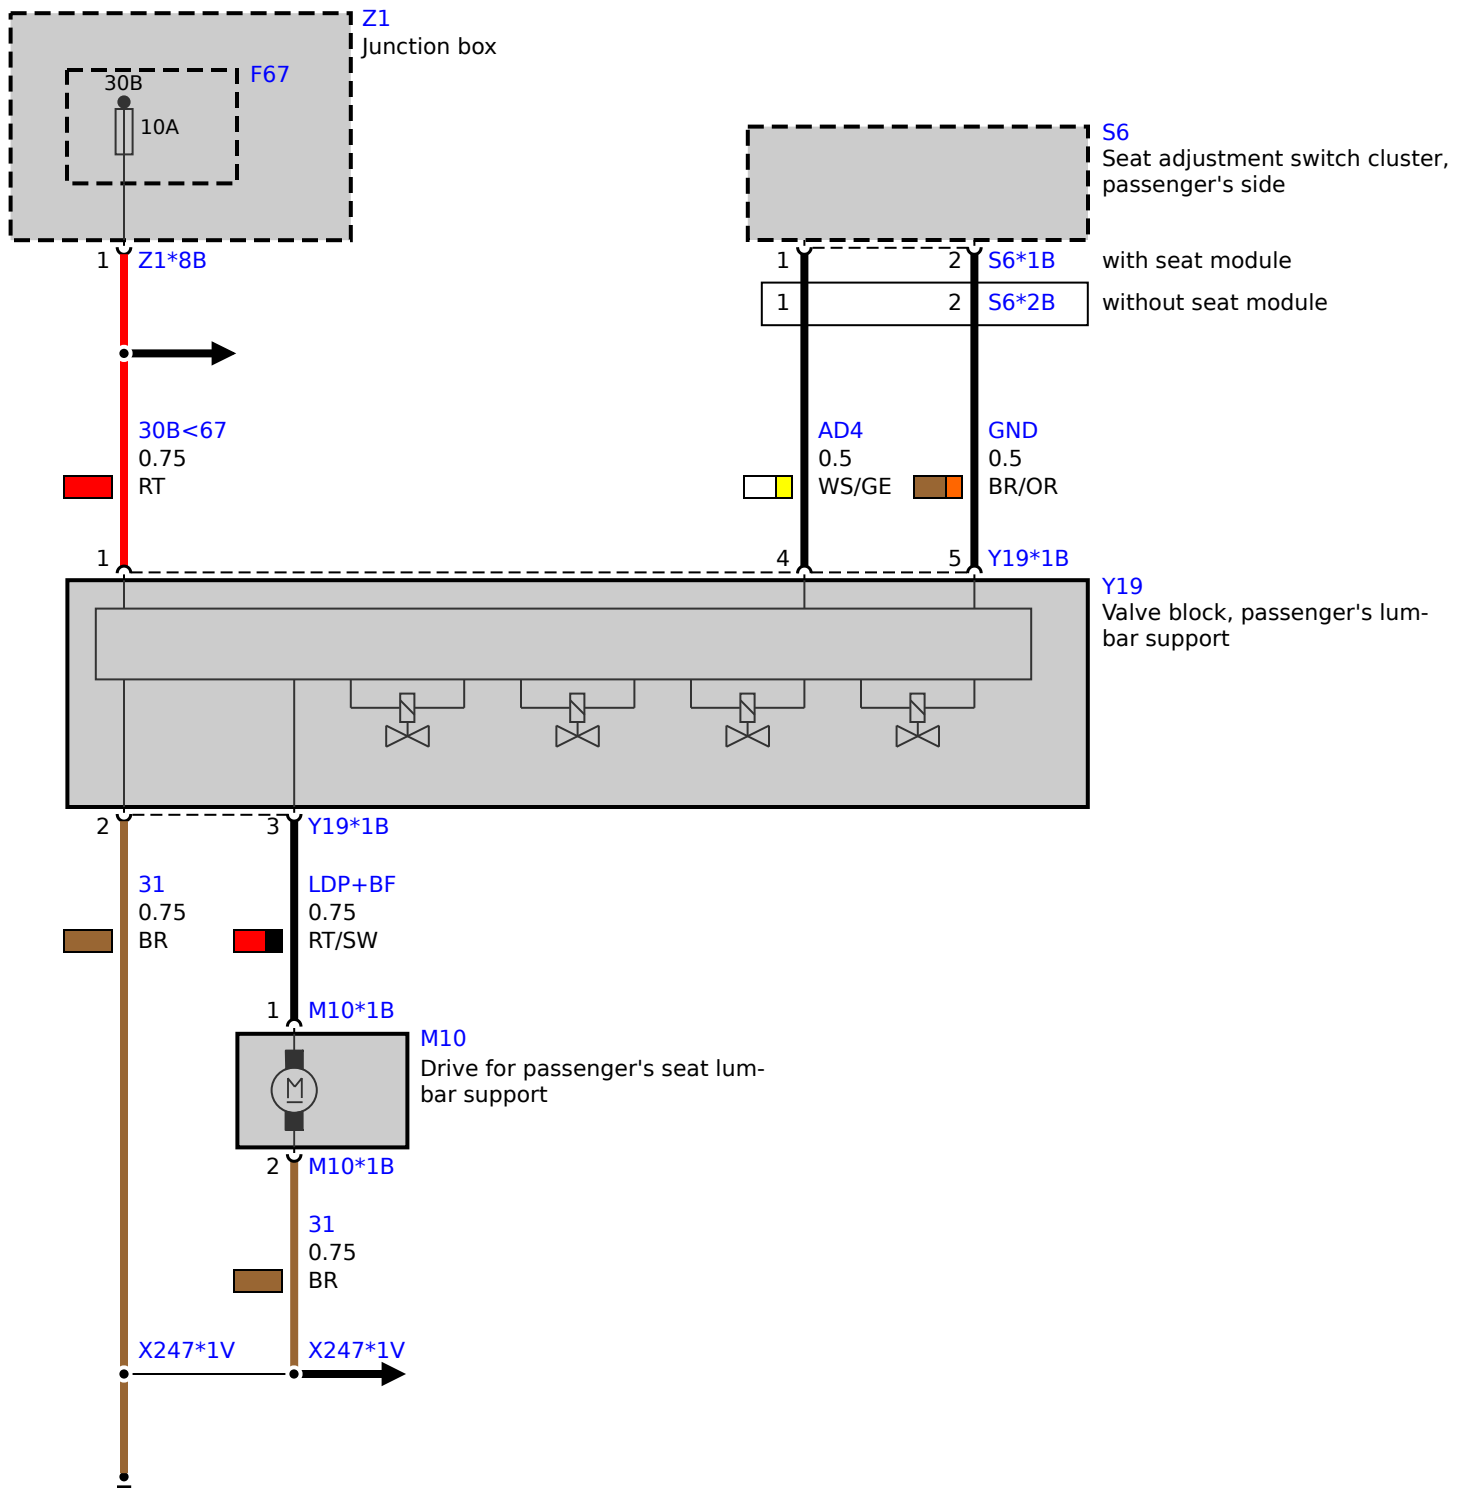 Z1
Junction box
30B
F67
10A
S6
Seat adjustment switch cluster,
passenger's side
1 Z1*8B
1 2 S6*1B with seat module
1 2 S6*2B without seat module
30B<67
0.75
RT
AD4
0.5
WS/GE
GND
0.5
BR/OR
1 4 5 Y19*1B
Y19
Valve block, passenger's lum-
bar support
2 3 Y19*1B
31
0.75
BR
LDP+BF
0.75
RT/SW
1 M10*1B
M10
Drive for passenger's seat lum-
bar support
M
2 M10*1B
31
0.75
BR
X247*1V X247*1V